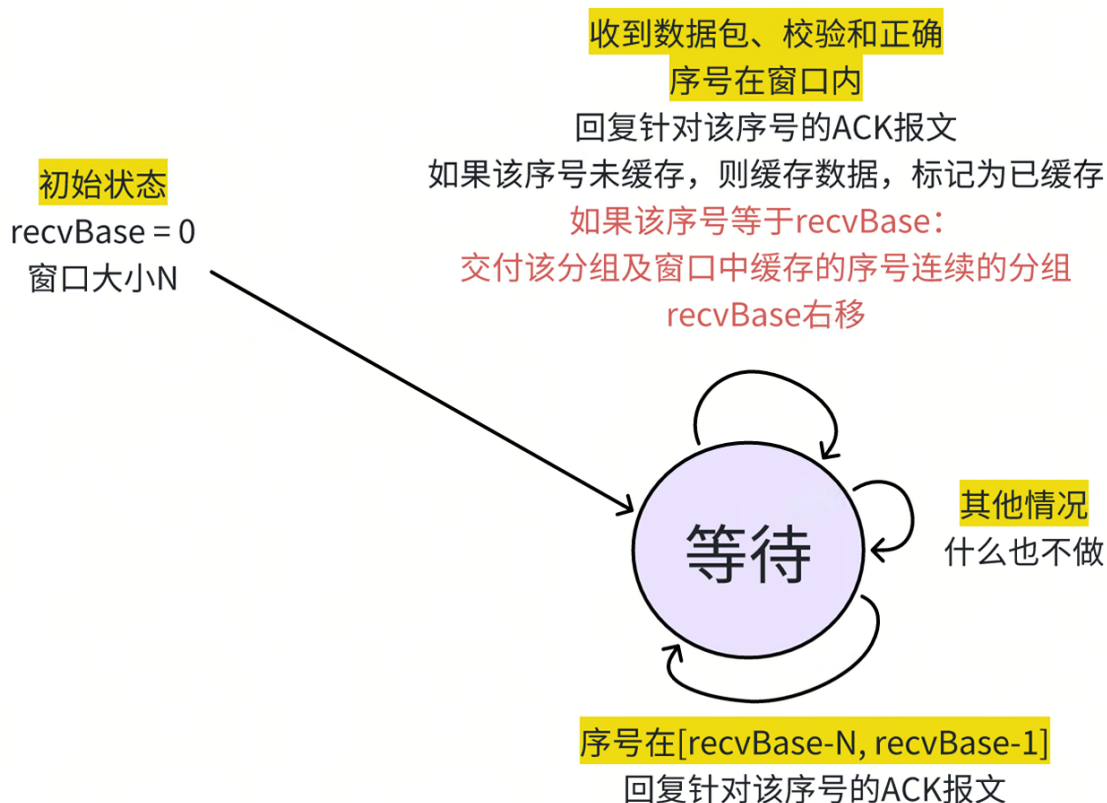 收到数据包、校验和正确
序号在窗口内
回复针对该序号的ACK报文
如果该序号未缓存，则缓存数据，标记为已缓存
如果该序号等于recvBase：
交付该分组及窗口中缓存的序号连续的分组
recvBase右移
初始状态
recvBase = 0
窗口大小N
等待
其他情况
什么也不做
序号在[recvBase-N, recvBase-1]
回复针对该序号的ACK报文